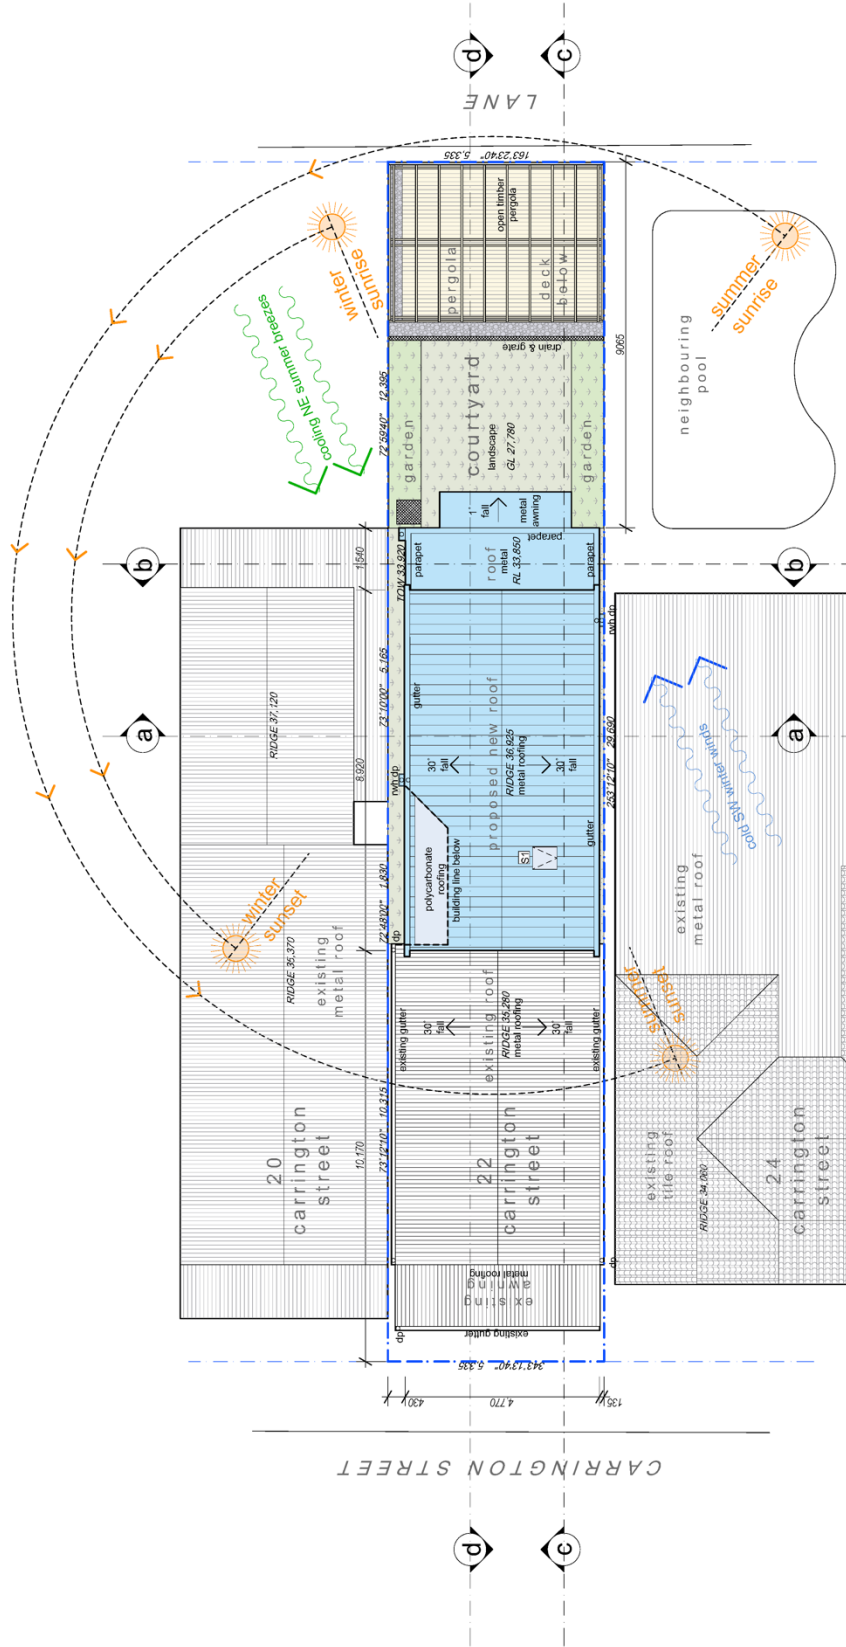 d
c
LANE
163°23'40" 5.335
open timber
pergola
pergola
deck
below
winter
sunrise
summer
sunrise
cooling NE summer breezes
drain & grate
9065
neighbouring
pool
72°59'40" 12.395
garden
courtyard
landscape
GL 27,780
garden
1° fall
metal
awning
parapet
b
1,540
TOW 33,920
parapet
roof
metal
RL 33,850
parapet
b
rwh dp
RIDGE 37,120
73°10'00" 5.165
gutter
a
8,920
30°
fall
proposed new roof
RIDGE 36,925
metal roofing
30°
fall
253°12'10" 29.690
cold SW winter winds
a
rwh dp
polycarbonate
roofing
building line below
S1
gutter
72°48'00" 1.830
winter
sunset
dp
existing
metal roof
RIDGE 35,370
existing
metal roof
summer
sunset
30°
fall
existing gutter
existing roof
RIDGE 35,280
metal roofing
30°
fall
existing gutter
73°12'10" 10.315
10,170
20
carrington
street
22
carrington
street
existing
tile roof
RIDGE 34,060
24
carrington
street
dp
existing
awning
metal roofing
dp
existing gutter
343°13'40" 5.335
430
4,770
135
CARRINGTON STREET
d
c